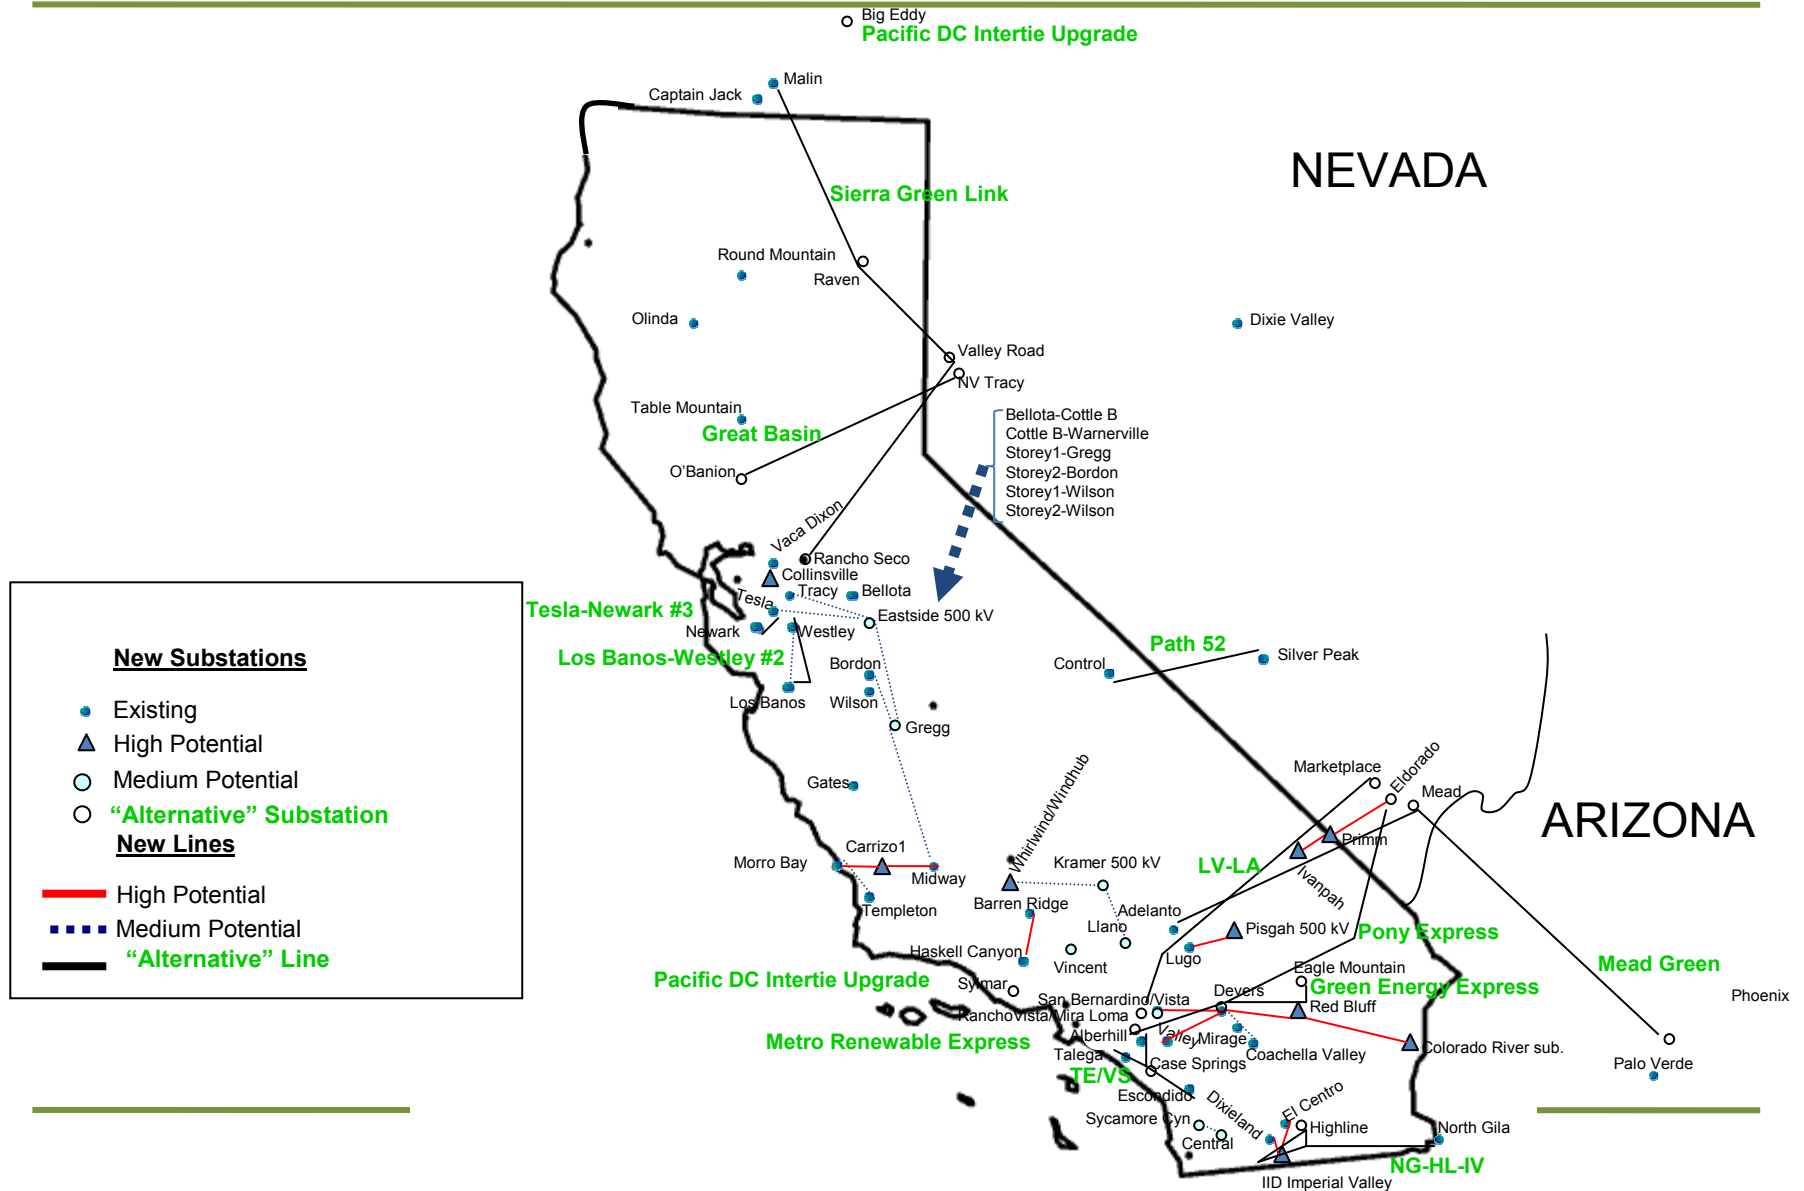 Big Eddy
Pacific DC Intertie Upgrade
Malin
Captain Jack
NEVADA
Sierra Green Link
Round Mountain
Raven
Olinda
Dixie Valley
Valley Road
NV Tracy
Table Mountain
Great Basin
Bellota-Cottle B
Cottle B-Warnerville
Storey1-Gregg
Storey2-Bordon
Storey1-Wilson
Storey2-Wilson
O'Banion
Vaca Dixon
Rancho Seco
Collinsville
Tracy
Bellota
Tesla
Tesla-Newark #3
Eastside 500 kV
Newark
Westley
Los Banos-Westley #2
Path 52
Silver Peak
Control
Bordon
Wilson
Los Banos
Gregg
New Substations
Existing
High Potential
Medium Potential
“Alternative” Substation
New Lines
High Potential
Medium Potential
“Alternative” Line
Gates
Whirlwind/Windhub
Marketplace
Eldorado
Mead
ARIZONA
Primm
Carrizo1
Morro Bay
Midway
Kramer 500 kV
LV-LA
Ivanpah
Templeton
Barren Ridge
Adelanto
Llano
Pisgah 500 kV
Pony Express
Haskell Canyon
Vincent
Lugo
Mead Green
Eagle Mountain
Pacific DC Intertie Upgrade
Sylmar
Green Energy Express
Phoenix
San Bernardino/Vista
Devers
Red Bluff
RanchoVista/Mira Loma
Metro Renewable Express
Alberhill
Valley
Mirage
Colorado River sub.
Talega
Coachella Valley
Case Springs
Palo Verde
TE/VS
Escondido
Dixieland
El Centro
Sycamore Cyn
Highline
North Gila
Central
NG-HL-IV
IID Imperial Valley